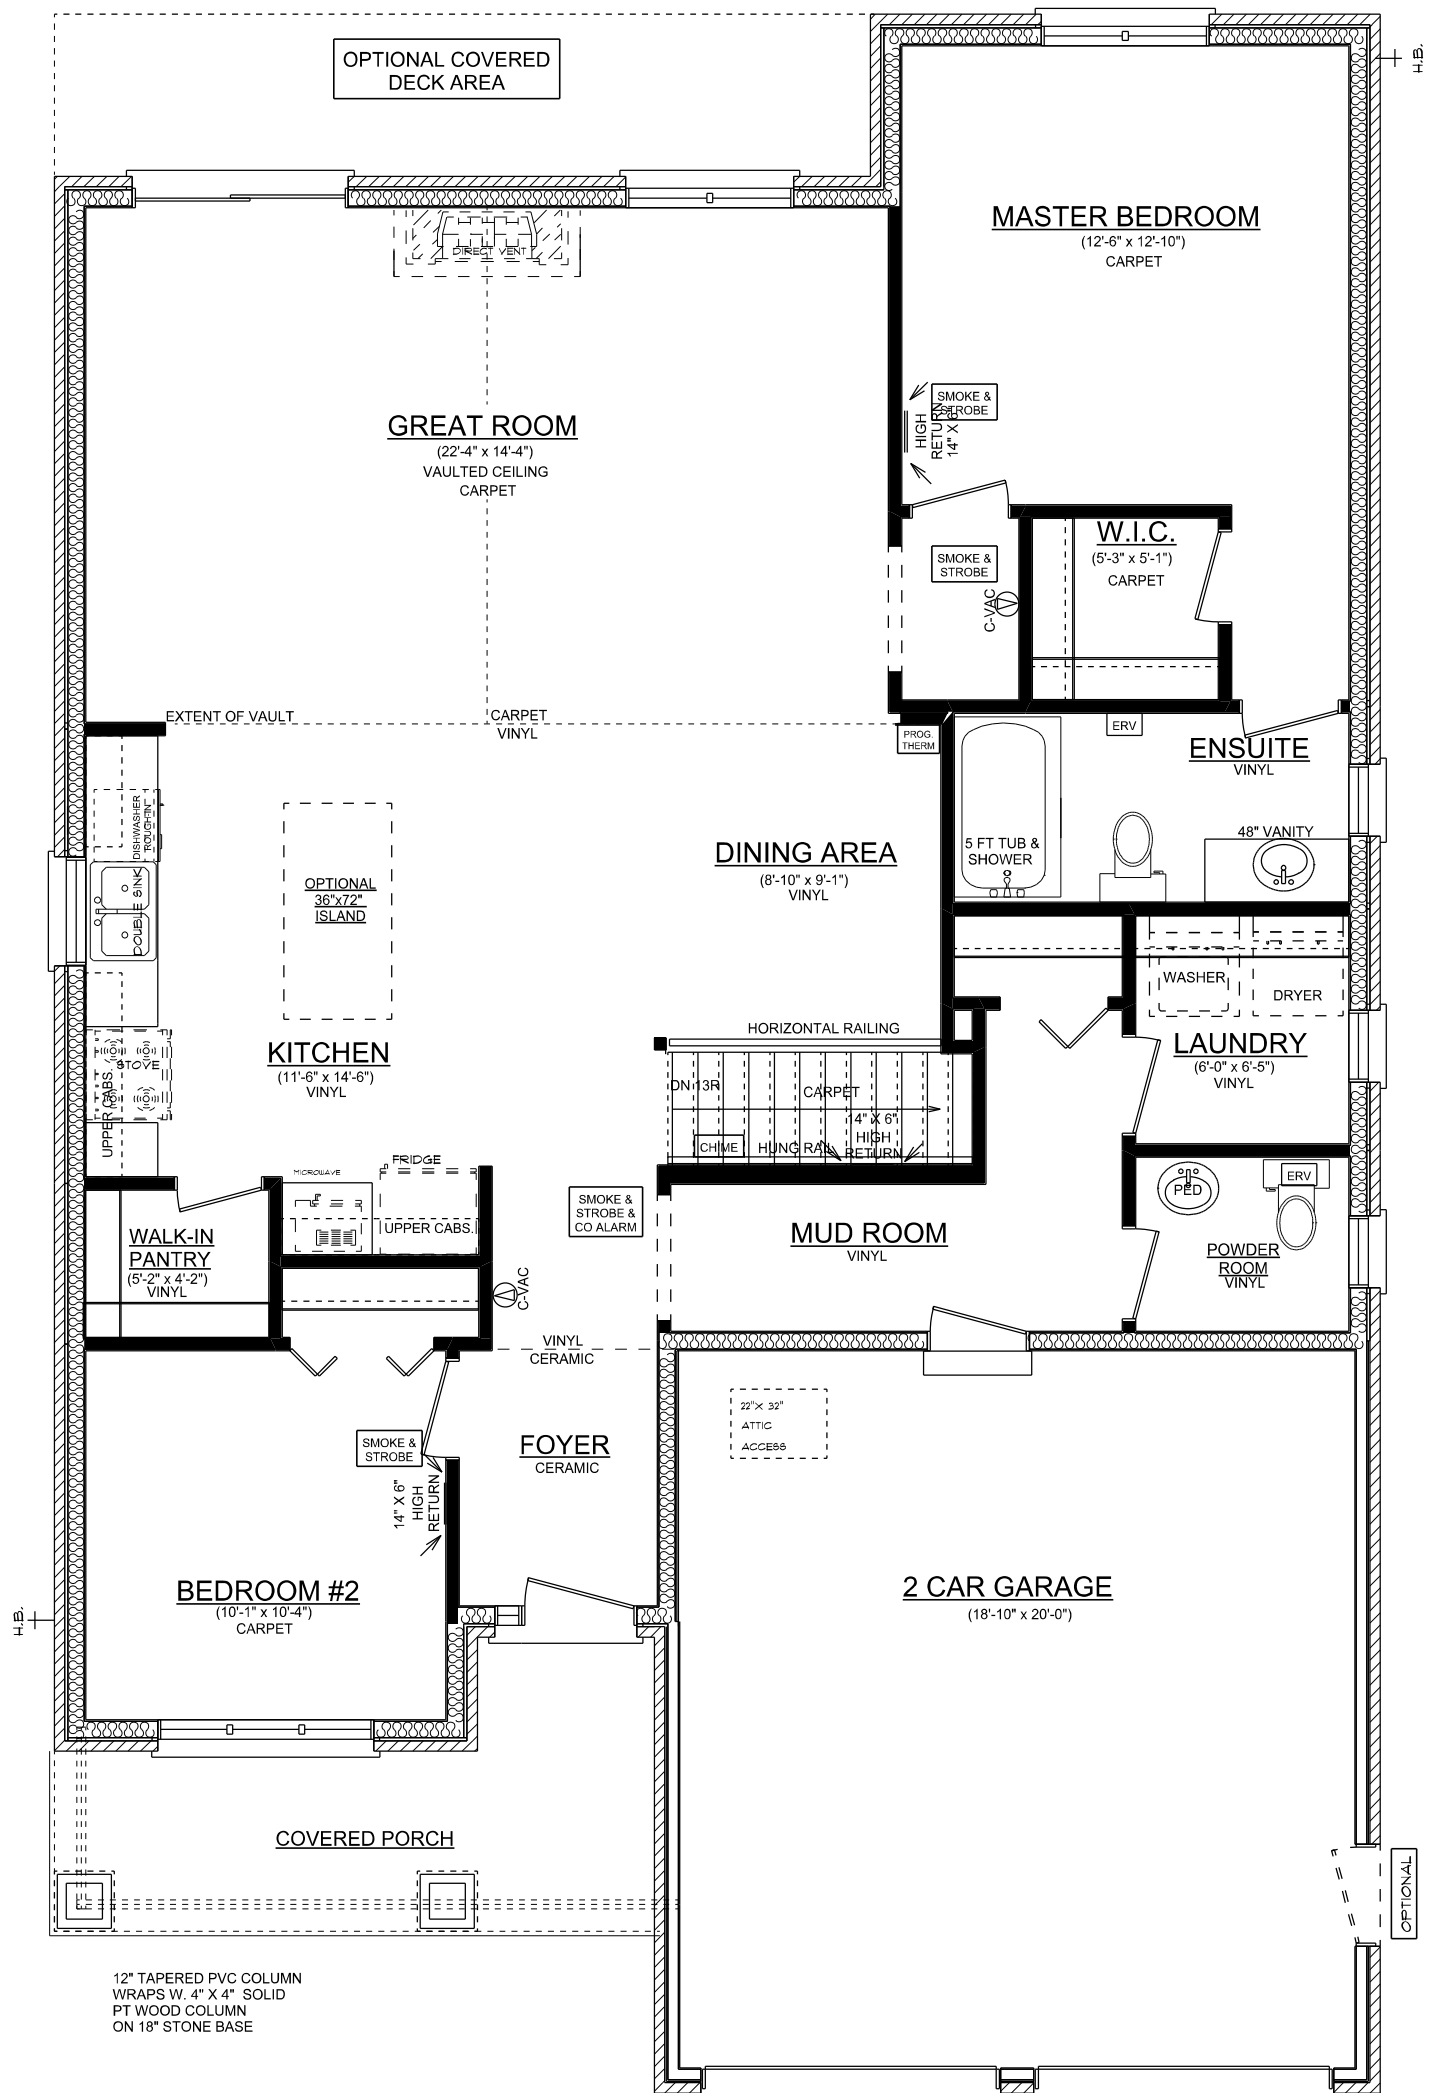 OPTIONAL COVERED
DECK AREA
H.B.
MASTER BEDROOM
(12'-6" x 12'-10")
CARPET
DIRECT VENT
GREAT ROOM
(22'-4" x 14'-4")
VAULTED CEILING
CARPET
SMOKE &
STROBE
HIGH
RETURN
14" X 6"
W.I.C.
(5'-3" x 5'-1")
CARPET
SMOKE &
STROBE
C-VAC
EXTENT OF VAULT
CARPET
VINYL
PROG.
THERM
ERV
ENSUITE
VINYL
DISHWASHER
ROUGH-IN
DOUBLE SINK
OPTIONAL
36"x72"
ISLAND
DINING AREA
(8'-10" x 9'-1")
VINYL
5 FT TUB &
SHOWER
48" VANITY
WASHER
DRYER
HORIZONTAL RAILING
LAUNDRY
(6'-0" x 6'-5")
VINYL
KITCHEN
(11'-6" x 14'-6")
VINYL
STOVE
UPPER CABS.
DN 13R
CARPET
14" X 6"
HIGH
RETURN
CHIME
HUNG RAIL
MICROWAVE
FRIDGE
UPPER CABS.
SMOKE &
STROBE &
CO ALARM
ERV
PED
WALK-IN
PANTRY
(5'-2" x 4'-2")
VINYL
MUD ROOM
VINYL
POWDER
ROOM
VINYL
C-VAC
VINYL
CERAMIC
22"X 32"
ATTIC
ACCESS
SMOKE &
STROBE
FOYER
CERAMIC
14" X 6"
HIGH
RETURN
BEDROOM #2
(10'-1" x 10'-4")
CARPET
2 CAR GARAGE
(18'-10" x 20'-0")
H.B.
COVERED PORCH
OPTIONAL
12" TAPERED PVC COLUMN
WRAPS W. 4" X 4" SOLID
PT WOOD COLUMN
ON 18" STONE BASE